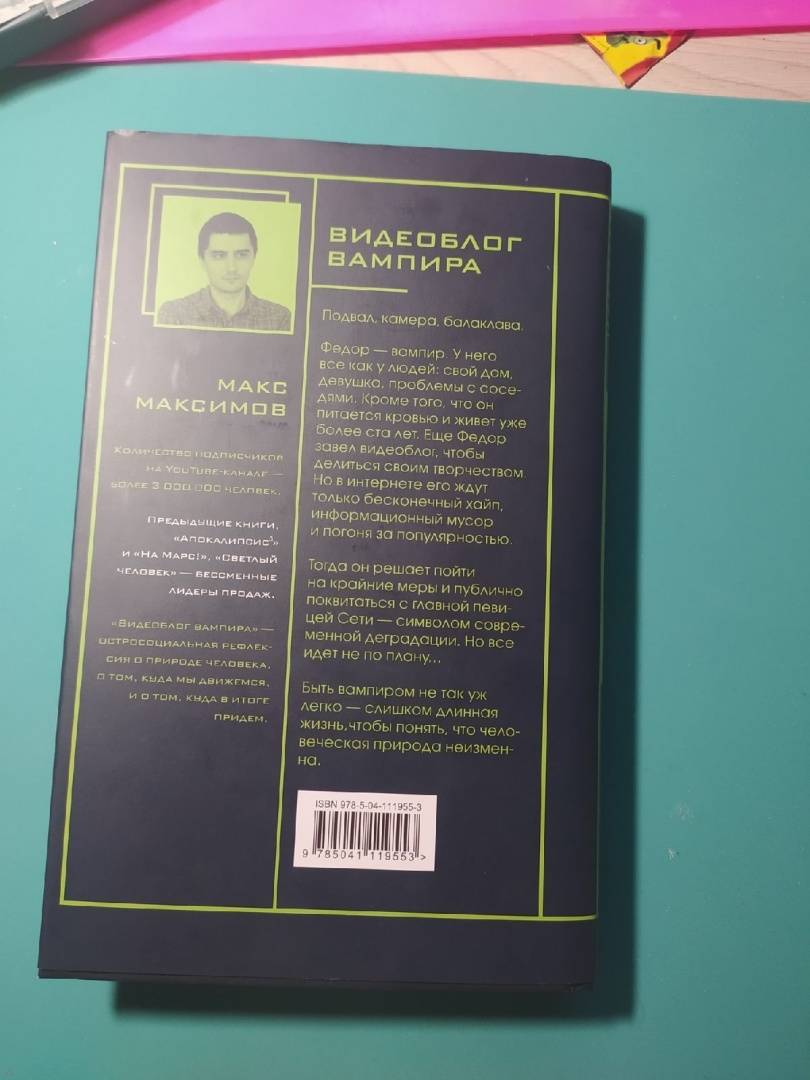 МАКС
МАКСИМОВ
Количество подписчиков
на YouTube-канале —
более 3 000 000 человек.
Предыдущие книги,
«Апокалипсис³»
и «На Марс!», «Светлый
человек» — бессменные
лидеры продаж.
«Видеоблог вампира» —
остросоциальная рефлек-
сия о природе человека,
о том, куда мы движемся,
и о том, куда в итоге
придем.
ВИДЕОБЛОГ
ВАМПИРА
Подвал, камера, балаклава.
Федор — вампир. У него
все как у людей: свой дом,
девушка, проблемы с сосе-
дями. Кроме того, что он
питается кровью и живет уже
более ста лет. Еще Федор
завел видеоблог, чтобы
делиться своим творчеством.
Но в интернете его ждут
только бесконечный хайп,
информационный мусор
и погоня за популярностью.
Тогда он решает пойти
на крайние меры и публично
поквитаться с главной певи-
цей Сети — символом совре-
менной деградации. Но все
идет не по плану...
Быть вампиром не так уж
легко — слишком длинная
жизнь,чтобы понять, что чело-
веческая природа неизмен-
на.
ISBN 978-5-04-111955-3
9 785041 119553 >